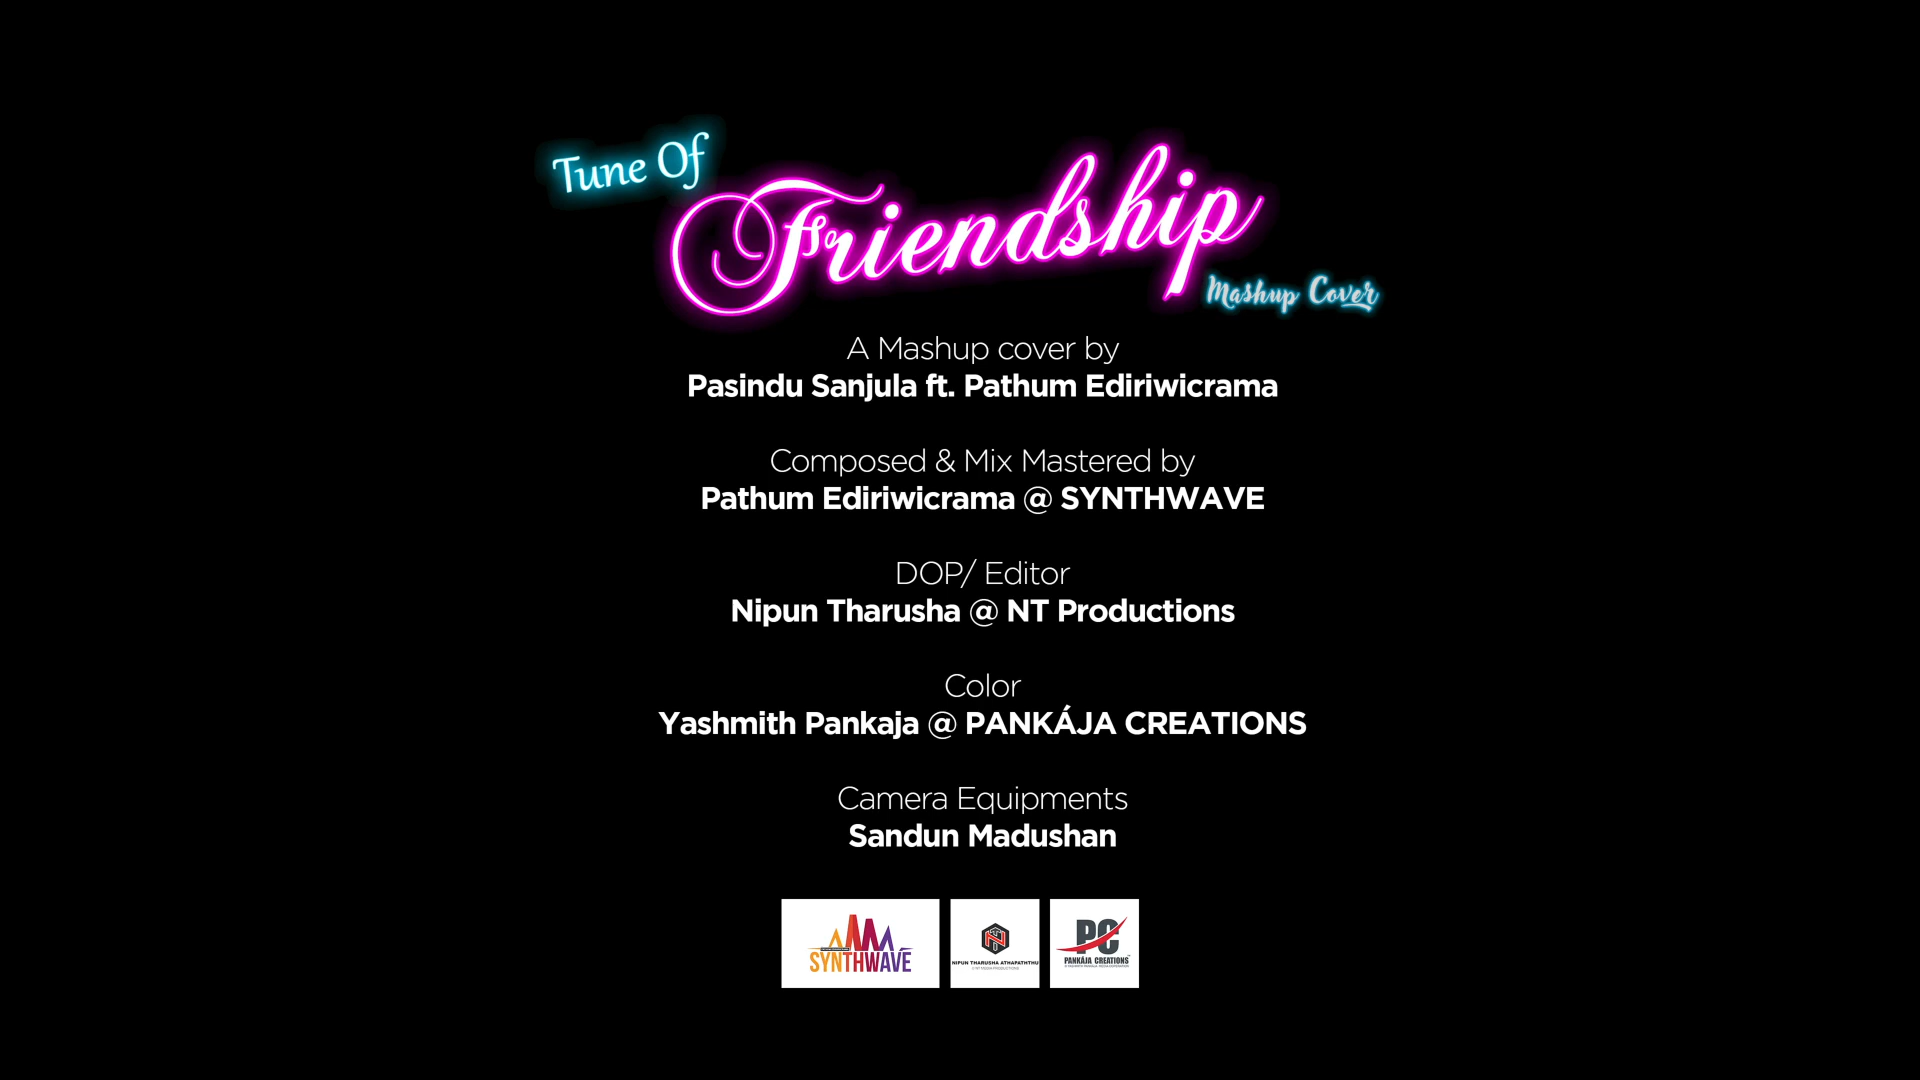 Tune Of
Friendship
Mashup Cover
A Mashup cover by
Pasindu Sanjula ft. Pathum Ediriwicrama
Composed & Mix Mastered by
Pathum Ediriwicrama @ SYNTHWAVE
DOP/ Editor
Nipun Tharusha @ NT Productions
Color
Yashmith Pankaja @ PANKÁJA CREATIONS
Camera Equipments
Sandun Madushan
SYNTHWAVE
NIPUN THARUSHA ATHAPATHTHU
PC
PANKÁJA CREATIONS